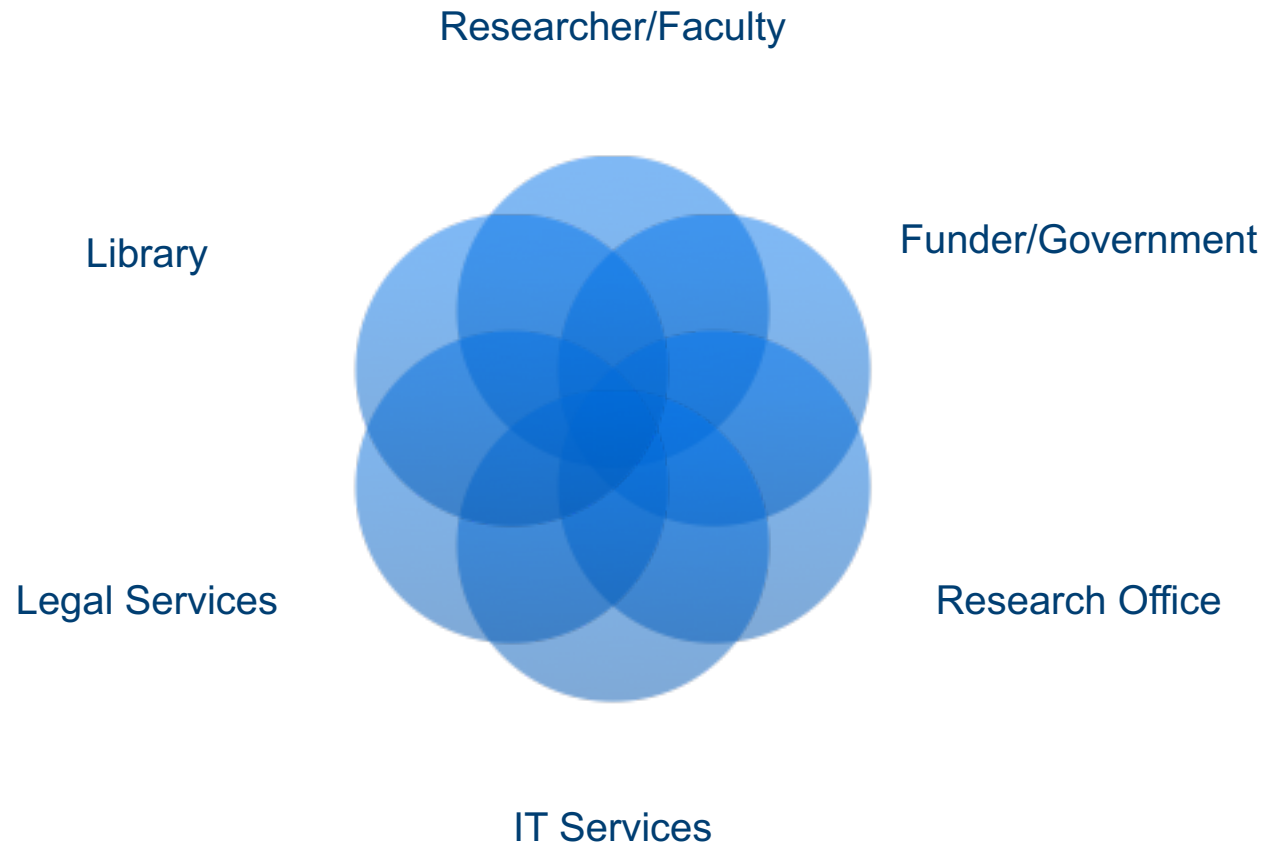 Researcher/Faculty
Library
Funder/Government
Legal Services
Research Office
IT Services